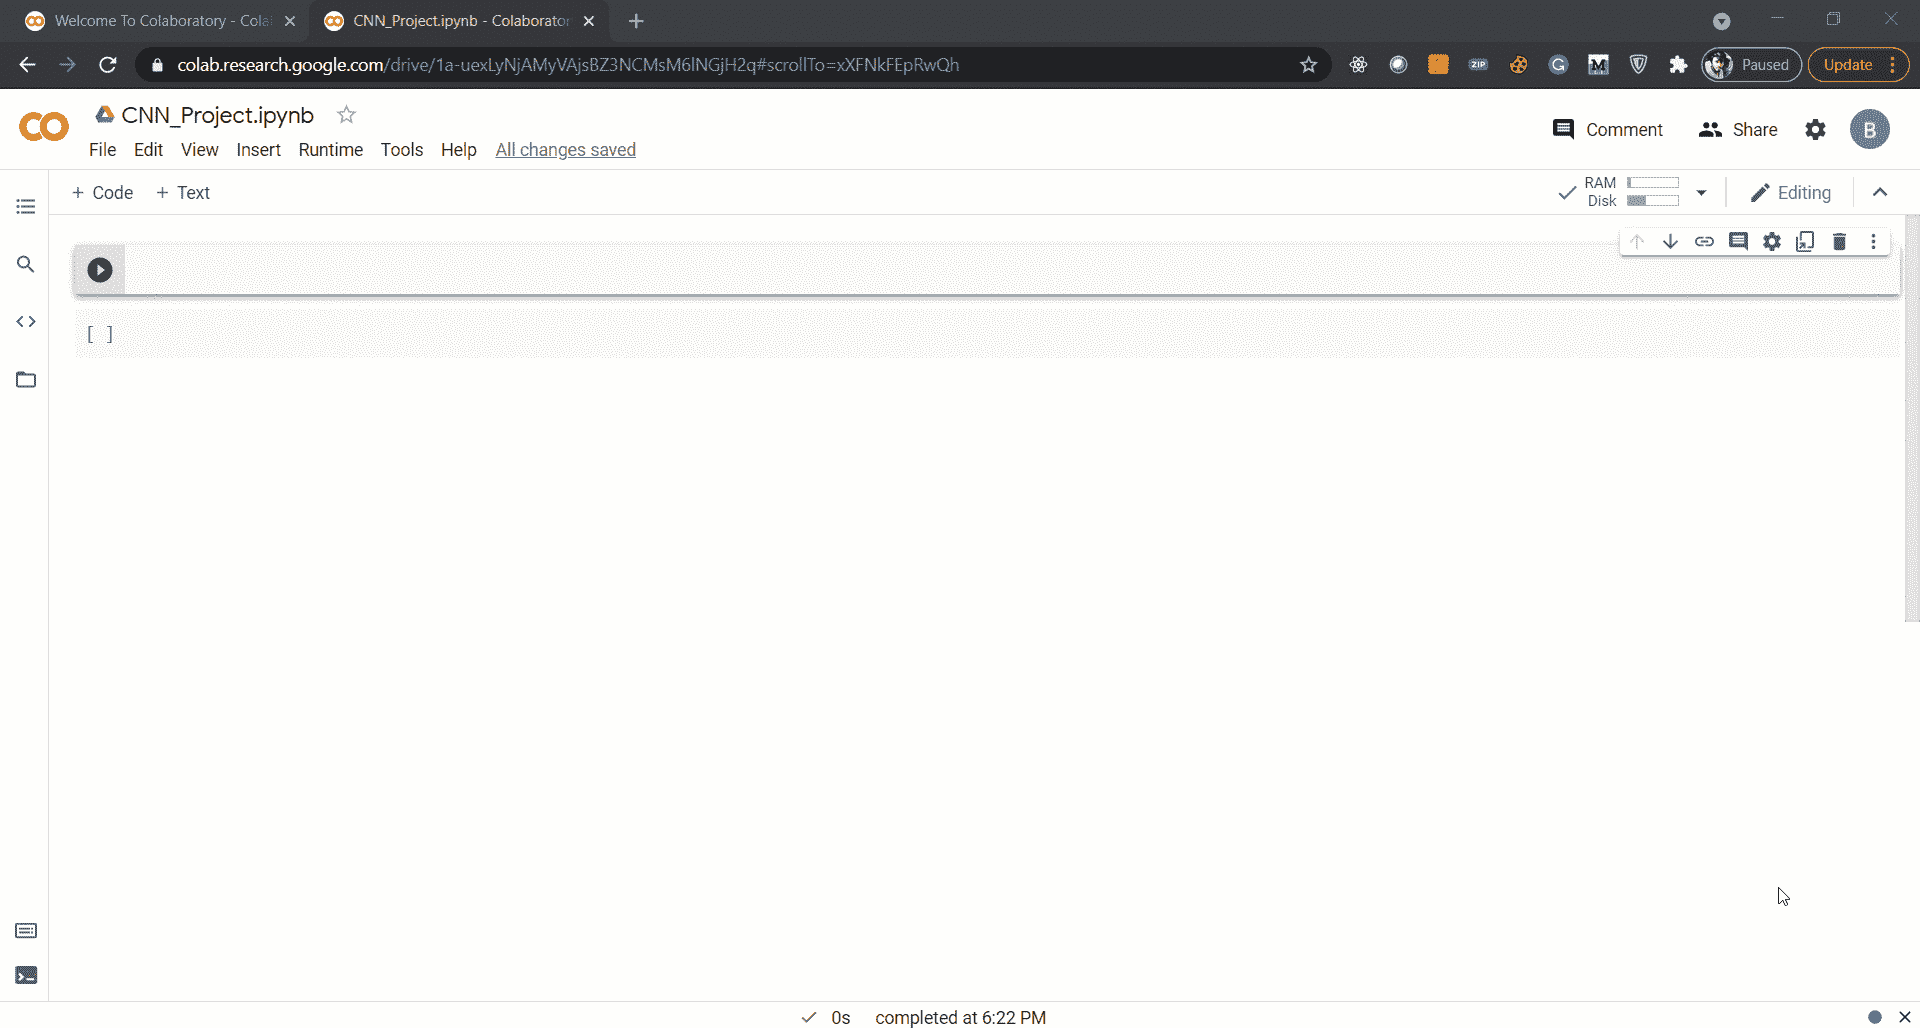 Welcome To Colaboratory - Cola
CNN_Project.ipynb - Colaborator
colab.research.google.com/drive/1a-uexLyNjAMyVAjsBZ3NCMsM6lNGjH2q#scrollTo=xXFNkFEpRwQh
ZIP
G
M
Paused
Update
CNN_Project.ipynb
Comment
Share
B
File Edit View Insert Runtime Tools Help All changes saved
+ Code + Text
RAM
Disk
Editing
[ ]
0s completed at 6:22 PM